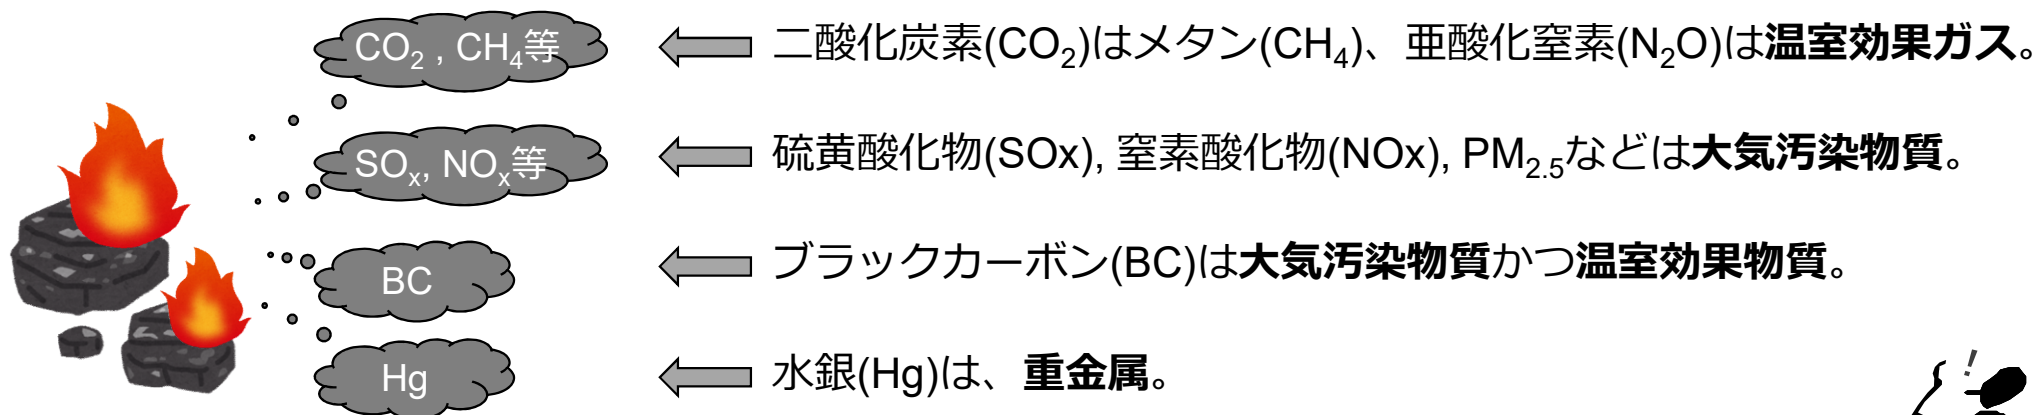 CO₂ , CH₄等 二酸化炭素(CO₂)はメタン(CH₄)、亜酸化窒素(N₂O)は温室効果ガス。
SOₓ, NOₓ等 硫黄酸化物(SOx), 窒素酸化物(NOx), PM₂.₅などは大気汚染物質。
BC ブラックカーボン(BC)は大気汚染物質かつ温室効果物質。
Hg 水銀(Hg)は、重金属。
!